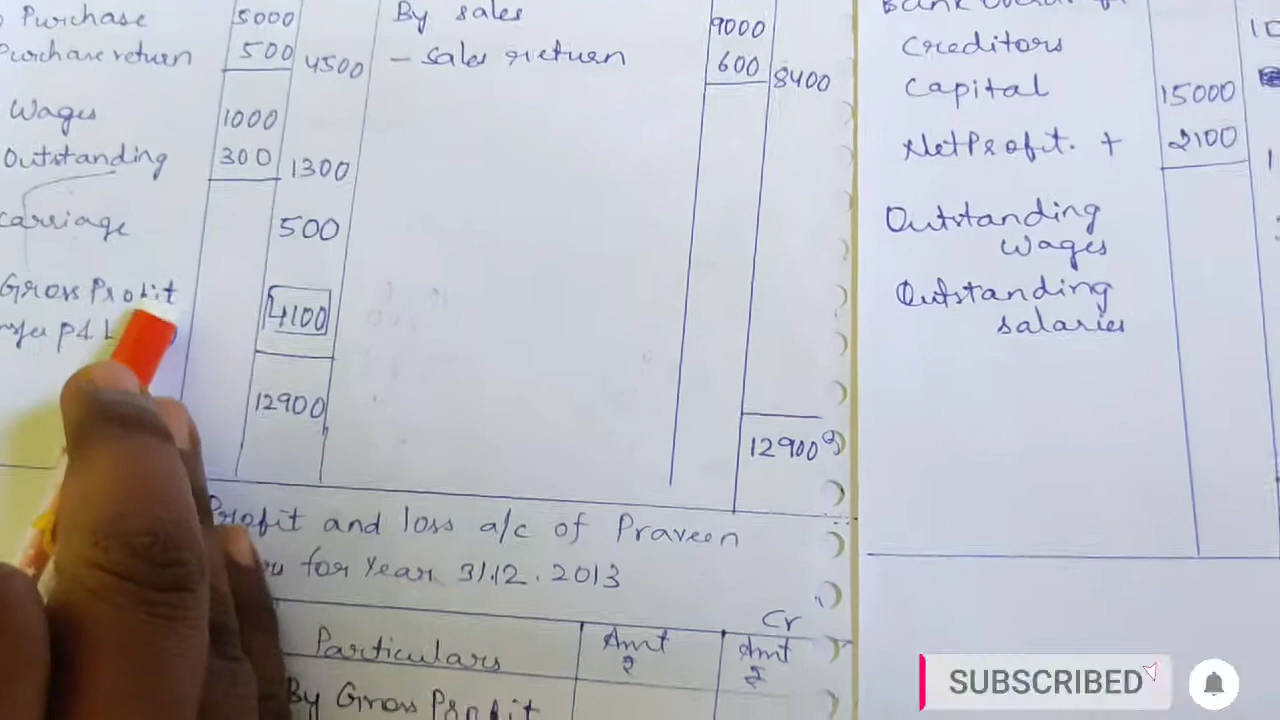 Purchase 5000 By sales 9000
Purchase return 500 4500 - sales return 600 8400
Wages 1000
Outstanding 300 1300
Carriage 500
Gross Profit 4100
P&L
12900 12900
Profit and loss a/c of Praveen
for Year 31.12.2013
Cr
Particulars Amt ₹ Amt ₹
By Gross Profit
Creditors
Capital 15000
Net Profit. + 2100
Outstanding
wages
Outstanding
salaries
SUBSCRIBED